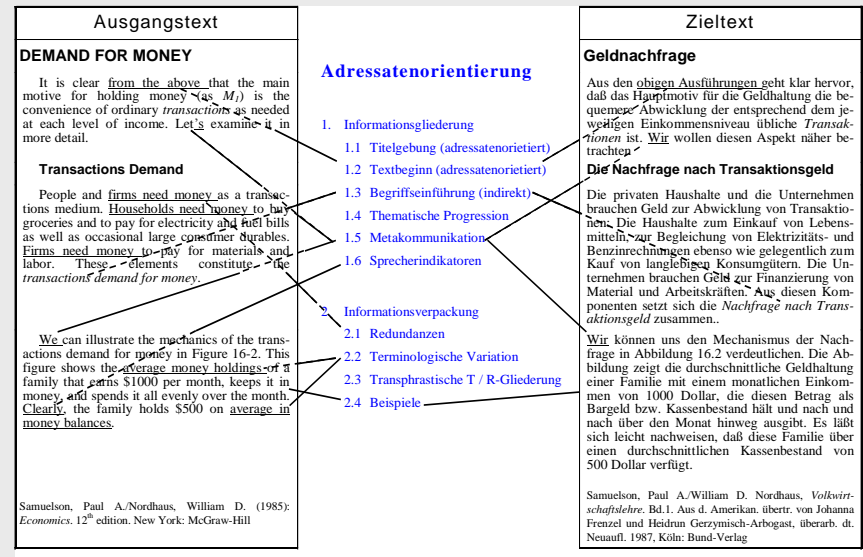 Ausgangstext
DEMAND FOR MONEY
It is clear from the above that the main
motive for holding money (as M1) is the
convenience of ordinary transactions as needed
at each level of income. Let's examine it in
more detail.
Transactions Demand
People and firms need money as a transac-
tions medium. Households need money to buy
groceries and to pay for electricity and fuel bills
as well as occasional large consumer durables.
Firms need money to pay for materials and
labor. These elements constitute the
transactions demand for money.
We can illustrate the mechanics of the trans-
actions demand for money in Figure 16-2. This
figure shows the average money holdings of a
family that earns $1000 per month, keeps it in
money, and spends it all evenly over the month.
Clearly, the family holds $500 on average in
money balances.
Samuelson, Paul A./Nordhaus, William D. (1985):
Economics. 12th edition. New York: McGraw-Hill
Adressatenorientierung
1. Informationsgliederung
1.1 Titelgebung (adressatenorietiert)
1.2 Textbeginn (adressatenorietiert)
1.3 Begriffseinführung (indirekt)
1.4 Thematische Progression
1.5 Metakommunikation
1.6 Sprecherindikatoren
2. Informationsverpackung
2.1 Redundanzen
2.2 Terminologische Variation
2.3 Transphrastische T / R-Gliederung
2.4 Beispiele
Zieltext
Geldnachfrage
Aus den obigen Ausführungen geht klar hervor,
daß das Hauptmotiv für die Geldhaltung die be-
quemere Abwicklung der entsprechend dem je-
weiligen Einkommensniveau übliche Transak-
tionen ist. Wir wollen diesen Aspekt näher be-
trachten
Die Nachfrage nach Transaktionsgeld
Die privaten Haushalte und die Unternehmen
brauchen Geld zur Abwicklung von Transaktio-
nen. Die Haushalte zum Einkauf von Lebens-
mitteln, zur Begleichung von Elektrizitäts- und
Benzinrechnungen ebenso wie gelegentlich zum
Kauf von langlebigen Konsumgütern. Die Un-
ternehmen brauchen Geld zur Finanzierung von
Material und Arbeitskräften. Aus diesen Kom-
ponenten setzt sich die Nachfrage nach Trans-
aktionsgeld zusammen..
Wir können uns den Mechanismus der Nach-
frage in Abbildung 16.2 verdeutlichen. Die Ab-
bildung zeigt die durchschnittliche Geldhaltung
einer Familie mit einem monatlichen Einkom-
men von 1000 Dollar, die diesen Betrag als
Bargeld bzw. Kassenbestand hält und nach und
nach über den Monat hinweg ausgibt. Es läßt
sich leicht nachweisen, daß diese Familie über
einen durchschnittlichen Kassenbestand von
500 Dollar verfügt.
Samuelson, Paul A./William D. Nordhaus, Volkwirt-
schaftslehre. Bd.1. Aus d. Amerikan. übertr. von Johanna
Frenzel und Heidrun Gerzymisch-Arbogast, überarb. dt.
Neuaufl. 1987, Köln: Bund-Verlag